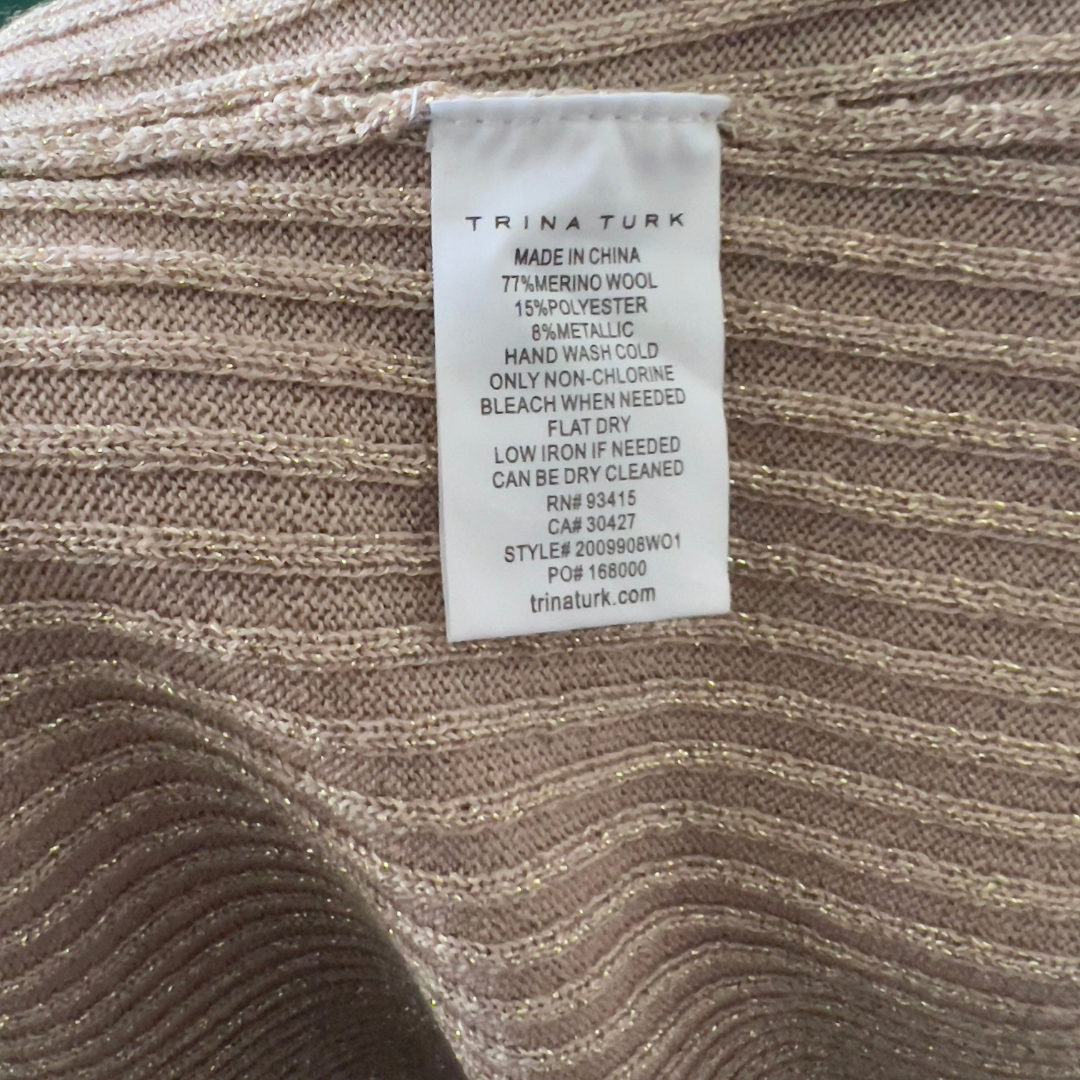 TRINA TURK
MADE IN CHINA
77%MERINO WOOL
15%POLYESTER
8%METALLIC
HAND WASH COLD
ONLY NON-CHLORINE
BLEACH WHEN NEEDED
FLAT DRY
LOW IRON IF NEEDED
CAN BE DRY CLEANED
RN# 93415
CA# 30427
STYLE# 2009908WO1
PO# 168000
trinaturk.com